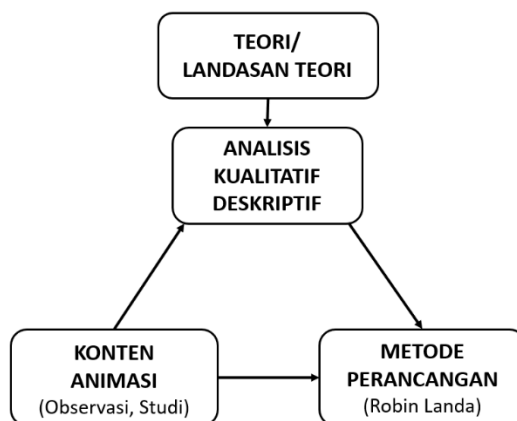 TEORI/
LANDASAN TEORI
ANALISIS
KUALITATIF
DESKRIPTIF
KONTEN
ANIMASI
(Observasi, Studi)
METODE
PERANCANGAN
(Robin Landa)